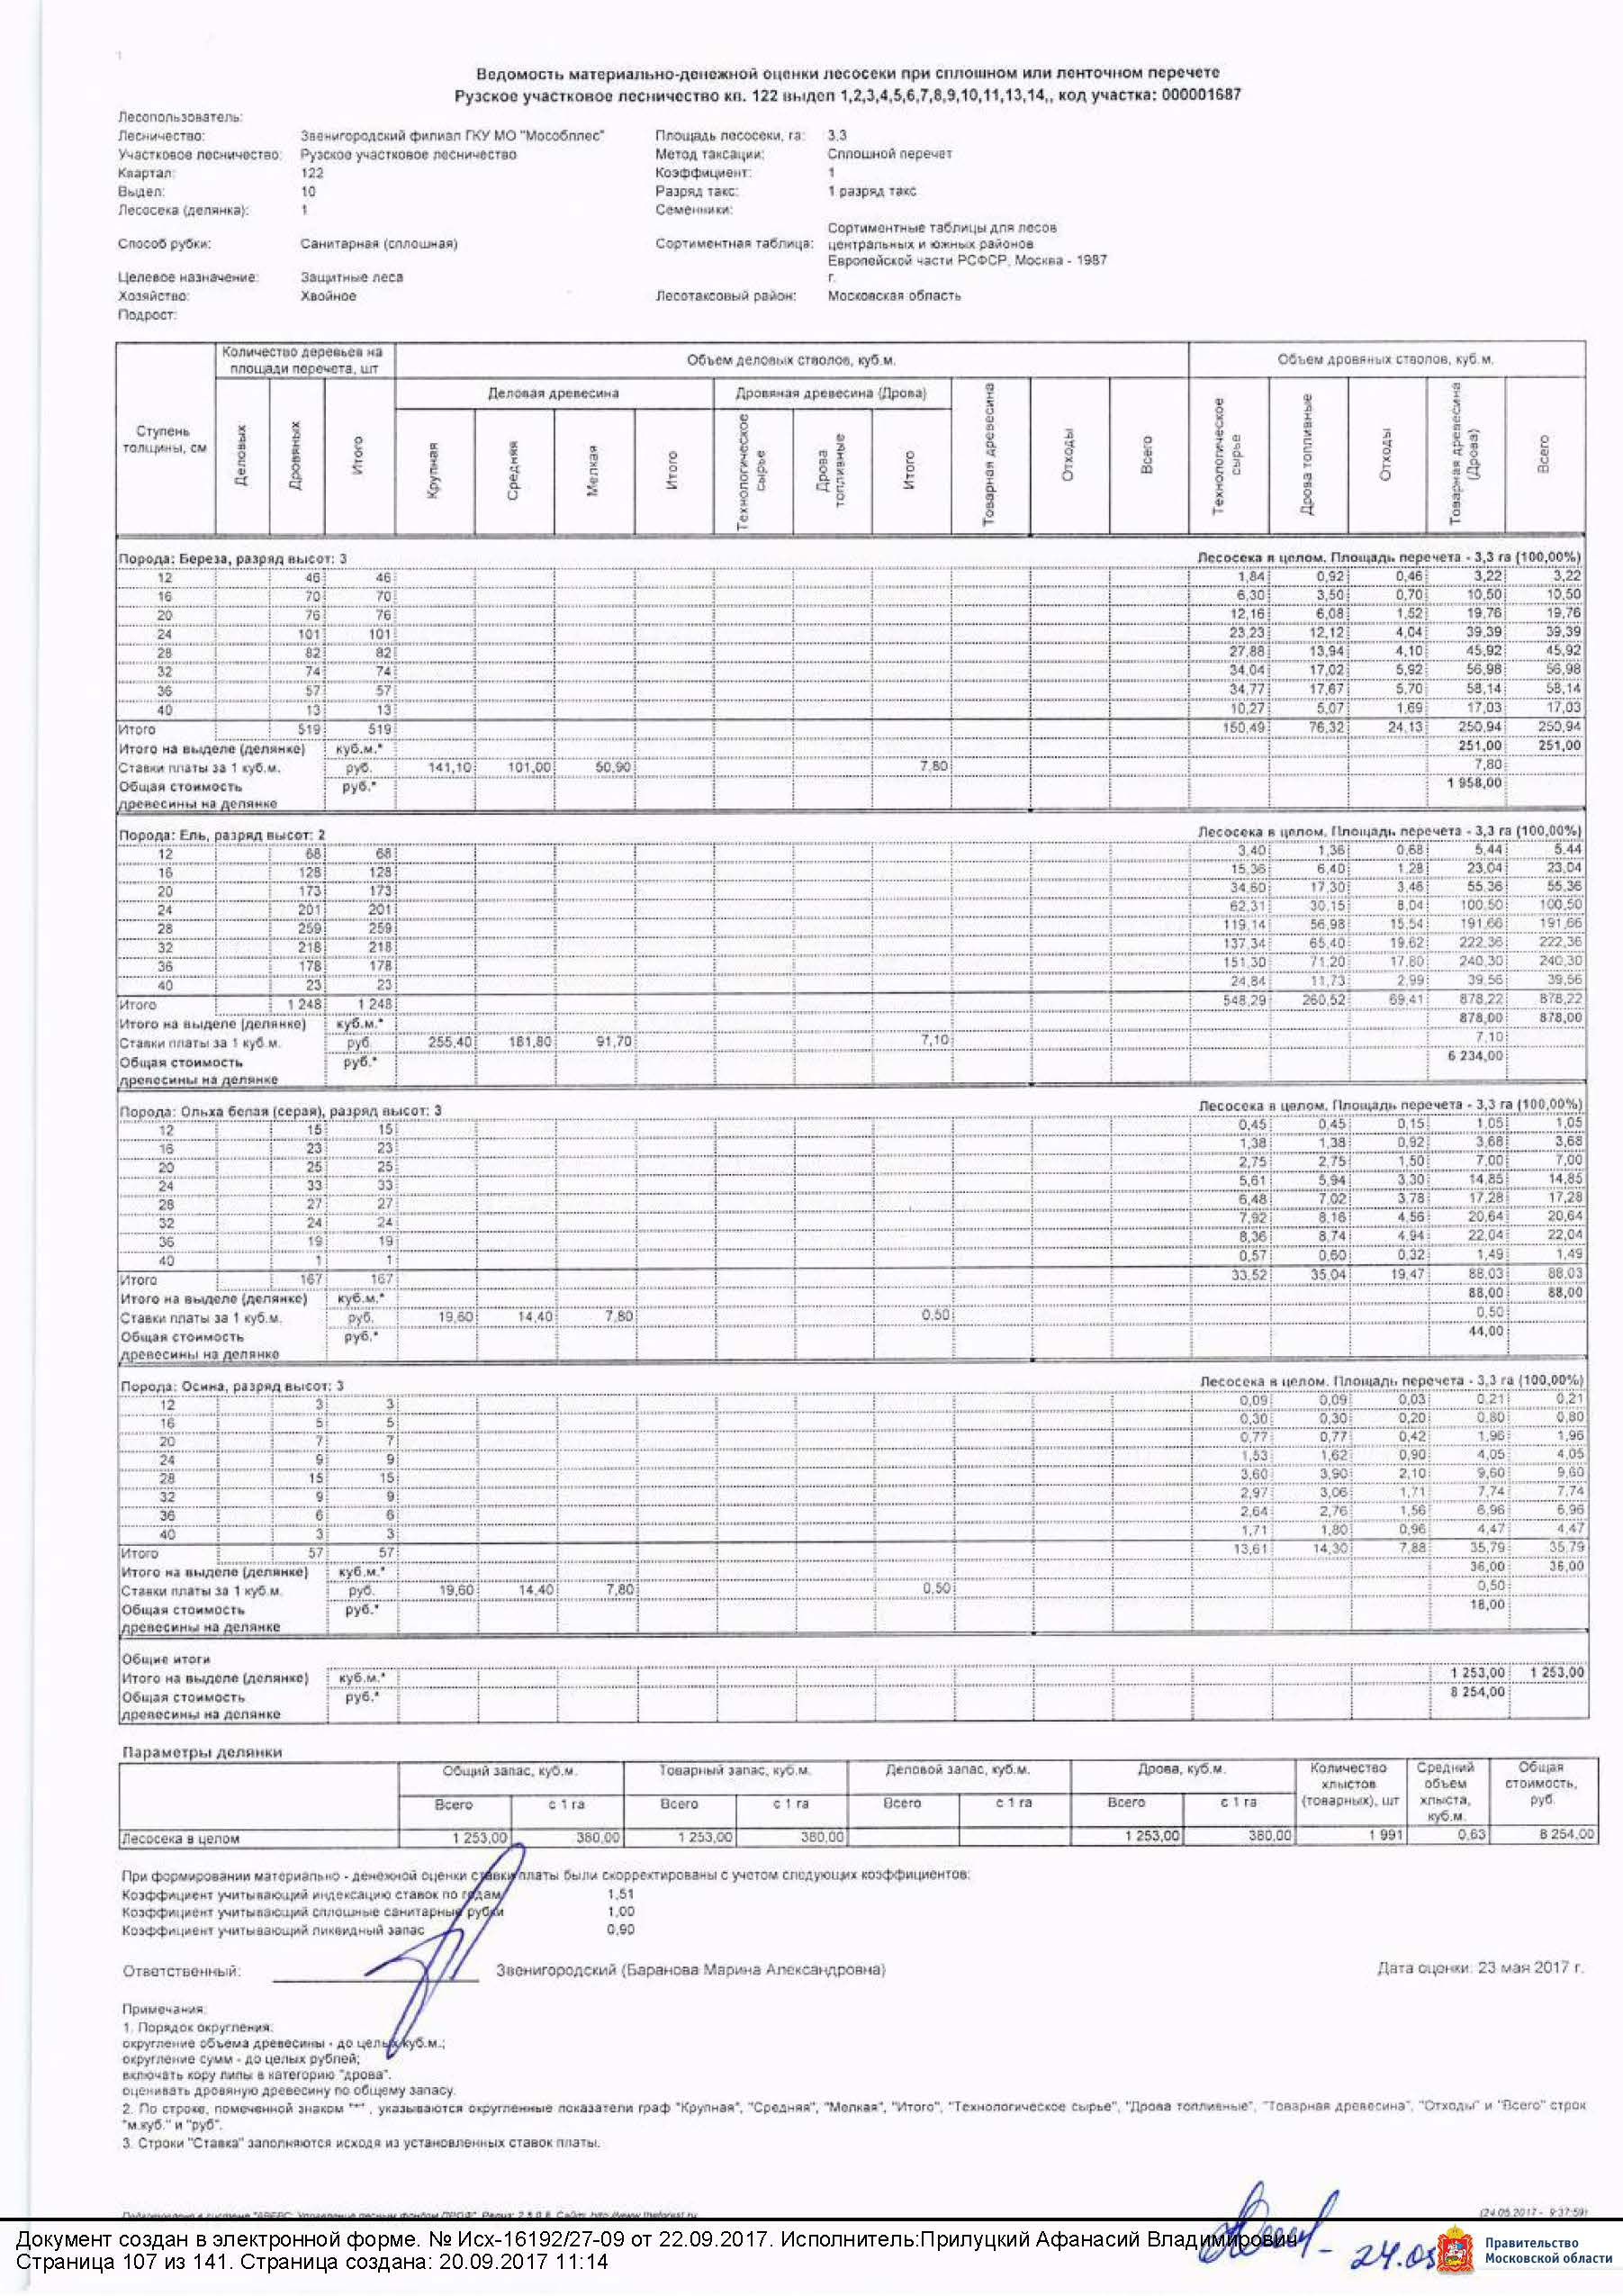 Ведомость материально-денежной оценки лесосеки при сплошном или ленточном перечете
Рузское участковое лесничество кв. 122 выдел 1,2,3,4,5,6,7,8,9,10,11,13,14,, код участка: 000001687
Лесопользователь:
Лесничество: Звенигородский филиал ГКУ МО "Мособллес" Площадь лесосеки, га: 3,3
Участковое лесничество: Рузское участковое лесничество Метод таксации: Сплошной перечет
Квартал: 122 Коэффициент: 1
Выдел: 10 Разряд такс: 1 разряд такс
Лесосека (делянка): 1 Семенники:
Способ рубки: Санитарная (сплошная) Сортиментная таблица: Сортиментные таблицы для лесов
центральных и южных районов
Европейской части РСФСР, Москва - 1987
г.
Целевое назначение: Защитные леса
Хозяйство: Хвойное Лесотаксовый район: Московская область
Подрост:
Ступень толщины, см Количество деревьев на площади перечета, шт Объем деловых стволов, куб.м. Объем дровяных стволов, куб.м.
Деловая древесина Дровяная древесина (Дрова)
Деловых Дровяных Итого Крупная Средняя Мелкая Итого Технологическое сырье Дрова топливные Итого Товарная древесина Отходы Всего Технологическое сырье Дрова топливные Отходы Товарная древесина (Дрова) Всего
Порода: Береза, разряд высот: 3 Лесосека в целом. Площадь перечета - 3,3 га (100,00%)
12 46 46 1,84 0,92 0,46 3,22 3,22
16 70 70 6,30 3,50 0,70 10,50 10,50
20 76 76 12,16 6,08 1,52 19,76 19,76
24 101 101 23,23 12,12 4,04 39,39 39,39
28 82 82 27,88 13,94 4,10 45,92 45,92
32 74 74 34,04 17,02 5,92 56,98 56,98
36 57 57 34,77 17,67 5,70 58,14 58,14
40 13 13 10,27 5,07 1,69 17,03 17,03
Итого 519 519 150,49 76,32 24,13 250,94 250,94
Итого на выделе (делянке) куб.м.* 251,00 251,00
Ставки платы за 1 куб.м. руб. 141,10 101,00 50,90 7,80 7,80
Общая стоимость руб.* 1 958,00
древесины на делянке
Порода: Ель, разряд высот: 2 Лесосека в целом. Площадь перечета - 3,3 га (100,00%)
12 68 68 3,40 1,36 0,68 5,44 5,44
16 128 128 15,36 6,40 1,28 23,04 23,04
20 173 173 34,60 17,30 3,46 55,36 55,36
24 201 201 62,31 30,15 8,04 100,50 100,50
28 259 259 119,14 56,98 15,54 191,66 191,66
32 218 218 137,34 65,40 19,62 222,36 222,36
36 178 178 151,30 71,20 17,80 240,30 240,30
40 23 23 24,84 11,73 2,99 39,56 39,56
Итого 1 248 1 248 548,29 260,52 69,41 878,22 878,22
Итого на выделе (делянке) куб.м.* 878,00 878,00
Ставки платы за 1 куб.м. руб. 255,40 181,80 91,70 7,10 7,10
Общая стоимость руб.* 6 234,00
древесины на делянке
Порода: Ольха белая (серая), разряд высот: 3 Лесосека в целом. Площадь перечета - 3,3 га (100,00%)
12 15 15 0,45 0,45 0,15 1,05 1,05
16 23 23 1,38 1,38 0,92 3,68 3,68
20 25 25 2,75 2,75 1,50 7,00 7,00
24 33 33 5,61 5,94 3,30 14,85 14,85
28 27 27 6,48 7,02 3,78 17,28 17,28
32 24 24 7,92 8,16 4,56 20,64 20,64
36 19 19 8,36 8,74 4,94 22,04 22,04
40 1 1 0,57 0,60 0,32 1,49 1,49
Итого 167 167 33,52 35,04 19,47 88,03 88,03
Итого на выделе (делянке) куб.м.* 88,00 88,00
Ставки платы за 1 куб.м. руб. 19,60 14,40 7,80 0,50 0,50
Общая стоимость руб.* 44,00
древесины на делянке
Порода: Осина, разряд высот: 3 Лесосека в целом. Площадь перечета - 3,3 га (100,00%)
12 3 3 0,09 0,09 0,03 0,21 0,21
16 5 5 0,30 0,30 0,20 0,80 0,80
20 7 7 0,77 0,77 0,42 1,96 1,96
24 9 9 1,53 1,62 0,90 4,05 4,05
28 15 15 3,60 3,90 2,10 9,60 9,60
32 9 9 2,97 3,06 1,71 7,74 7,74
36 6 6 2,64 2,76 1,56 6,96 6,96
40 3 3 1,71 1,80 0,96 4,47 4,47
Итого 57 57 13,61 14,30 7,88 35,79 35,79
Итого на выделе (делянке) куб.м.* 36,00 36,00
Ставки платы за 1 куб.м. руб. 19,60 14,40 7,80 0,50 0,50
Общая стоимость руб.* 18,00
древесины на делянке
Общие итоги
Итого на выделе (делянке) куб.м.* 1 253,00 1 253,00
Общая стоимость руб.* 8 254,00
древесины на делянке
Параметры делянки
Общий запас, куб.м. Товарный запас, куб.м. Деловой запас, куб.м. Дрова, куб.м. Количество хлыстов (товарных), шт Средний объем хлыста, куб.м. Общая стоимость, руб.
Всего с 1 га Всего с 1 га Всего с 1 га Всего с 1 га
Лесосека в целом 1 253,00 380,00 1 253,00 380,00 1 253,00 380,00 1 991 0,63 8 254,00
При формировании материально - денежной оценки ставки платы были скорректированы с учетом следующих коэффициентов:
Коэффициент учитывающий индексацию ставок по годам 1,51
Коэффициент учитывающий сплошные санитарные рубки 1,00
Коэффициент учитывающий ликвидный запас 0,90
Ответственный: Звенигородский (Баранова Марина Александровна) Дата оценки: 23 мая 2017 г.
Примечания:
1. Порядок округления:
округление объема древесины - до целых куб.м.;
округление сумм - до целых рублей;
включать кору липы в категорию "дрова".
оценивать дровяную древесину по общему запасу.
2. По строке, помеченной знаком "*" , указываются округленные показатели граф "Крупная", "Средняя", "Мелкая", "Итого", "Технологическое сырье", "Дрова топливные", "Товарная древесина", "Отходы" и "Всего" строк
"м.куб." и "руб".
3. Строки "Ставка" заполняются исходя из установленных ставок платы.
(24.05.2017 - 9:37:59)
Документ создан в электронной форме. № Исх-16192/27-09 от 22.09.2017. Исполнитель:Прилуцкий Афанасий Владимирович
Страница 107 из 141. Страница создана: 20.09.2017 11:14
Правительство
Московской области